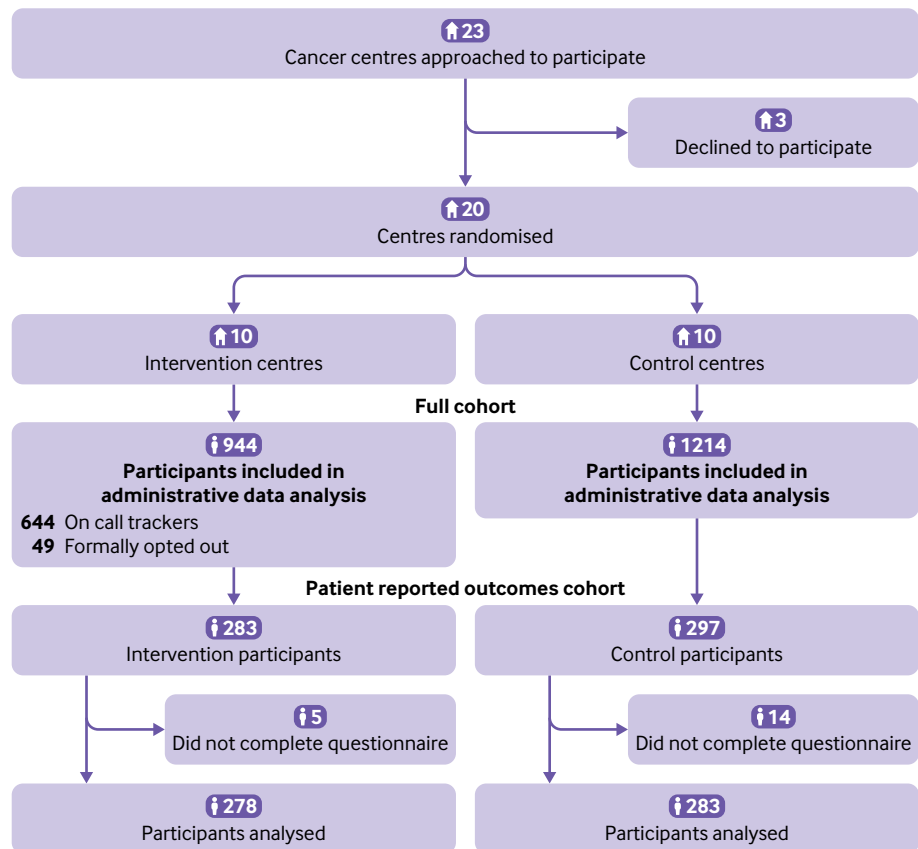 23
Cancer centres approached to participate
3
Declined to participate
20
Centres randomised
10
Intervention centres
10
Control centres
Full cohort
944
Participants included in
administrative data analysis
644 On call trackers
49 Formally opted out
1214
Participants included in
administrative data analysis
Patient reported outcomes cohort
283
Intervention participants
297
Control participants
5
Did not complete questionnaire
14
Did not complete questionnaire
278
Participants analysed
283
Participants analysed